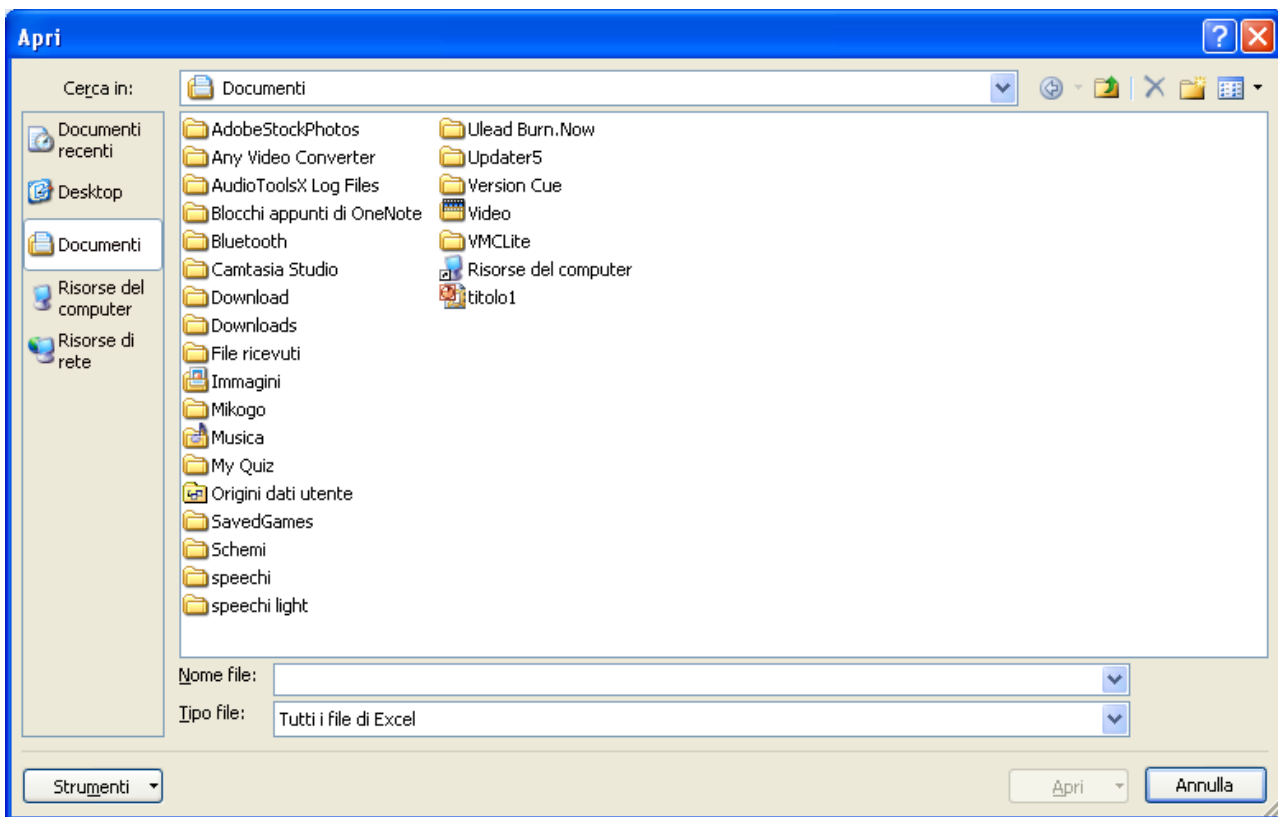 Apri
Cerca in:
Documenti
Documenti
recenti
Desktop
Documenti
Risorse del
computer
Risorse di
rete
AdobeStockPhotos
Any Video Converter
AudioToolsX Log Files
Blocchi appunti di OneNote
Bluetooth
Camtasia Studio
Download
Downloads
File ricevuti
Immagini
Mikogo
Musica
My Quiz
Origini dati utente
SavedGames
Schemi
speechi
speechi light
Ulead Burn.Now
Updater5
Version Cue
Video
VMCLite
Risorse del computer
titolo1
Nome file:
Tipo file:
Tutti i file di Excel
Strumenti
Apri
Annulla